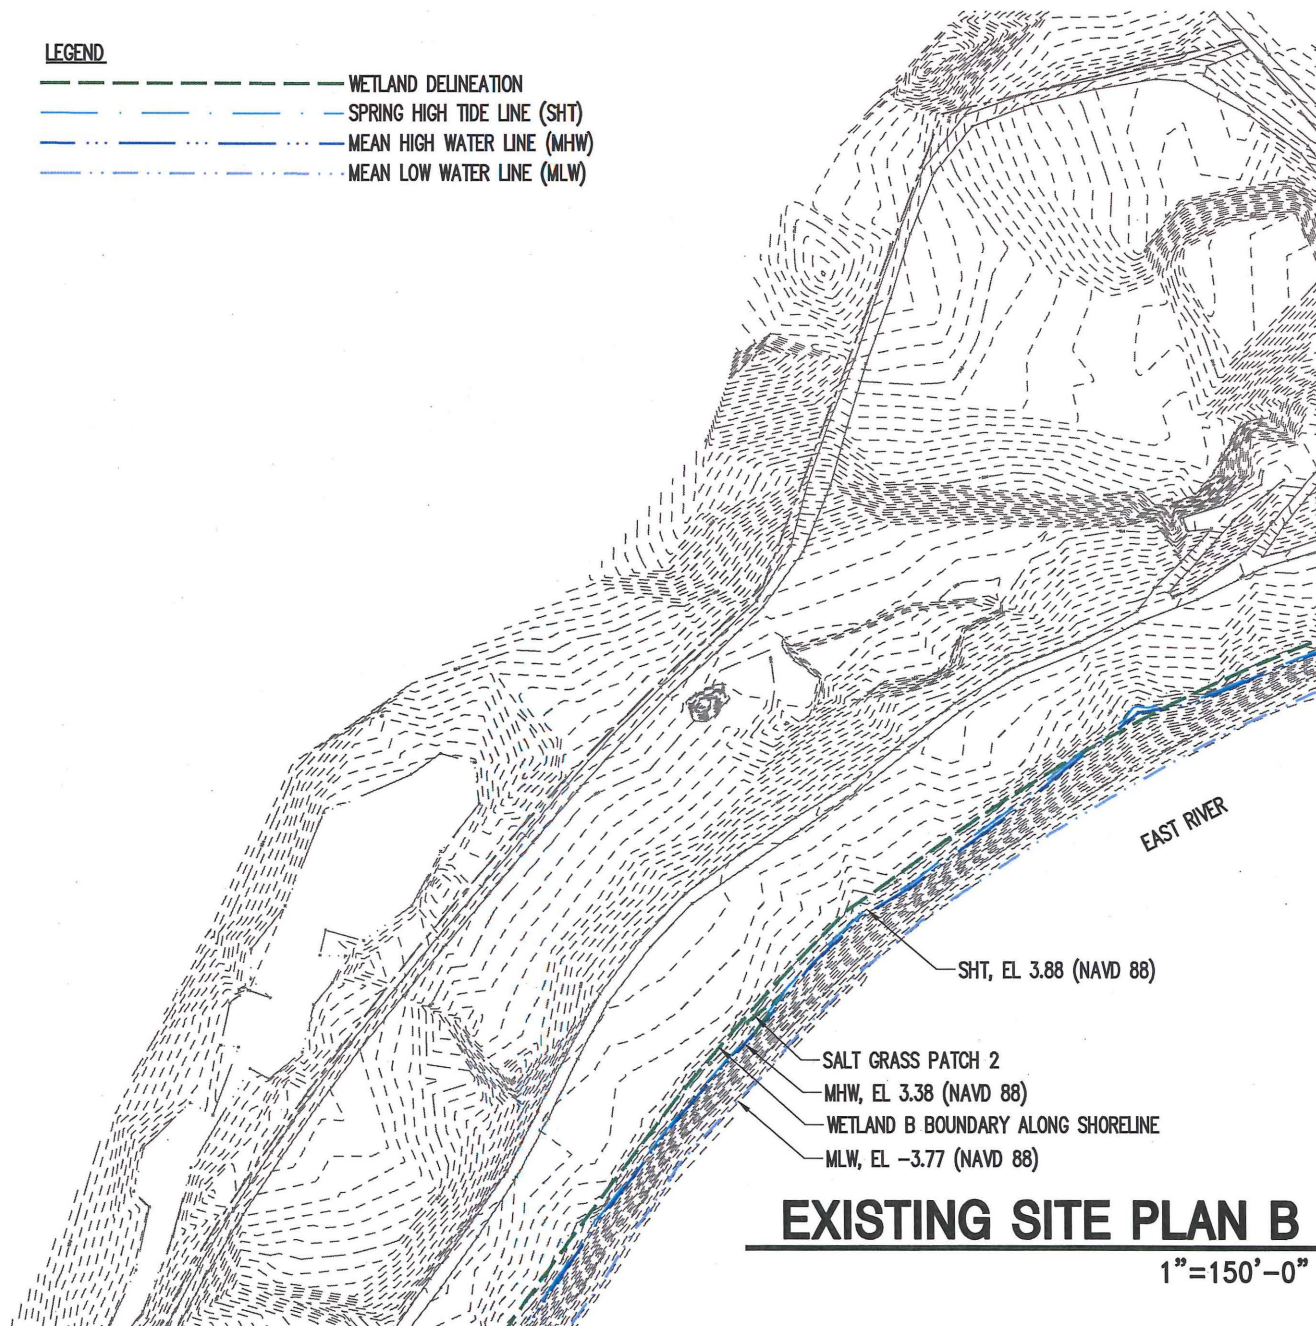 LEGEND
WETLAND DELINEATION
SPRING HIGH TIDE LINE (SHT)
MEAN HIGH WATER LINE (MHW)
MEAN LOW WATER LINE (MLW)
EAST RIVER
SHT, EL 3.88 (NAVD 88)
SALT GRASS PATCH 2
MHW, EL 3.38 (NAVD 88)
WETLAND B BOUNDARY ALONG SHORELINE
MLW, EL -3.77 (NAVD 88)
EXISTING SITE PLAN B
1"=150'-0"